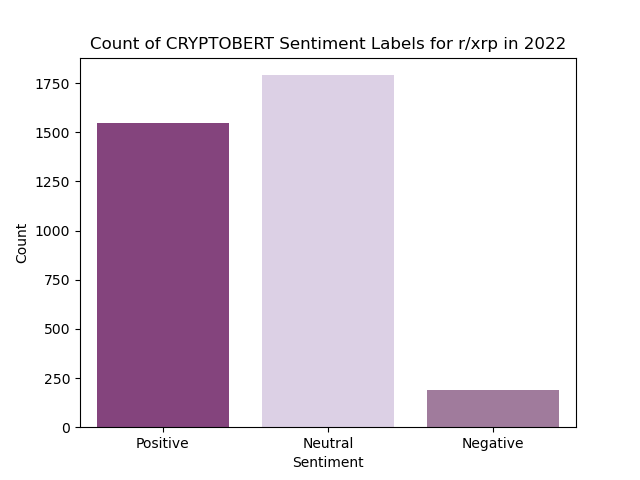 Count of CRYPTOBERT Sentiment Labels for r/xrp in 2022
1750
1500
1250
1000
750
500
250
0
Count
Positive
Neutral
Negative
Sentiment